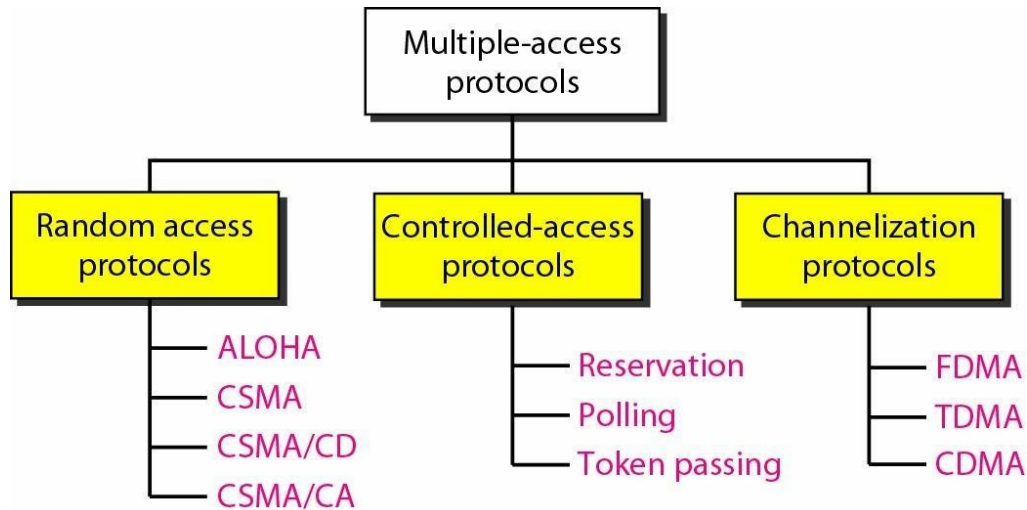 Multiple-access
protocols
Random access
protocols
Controlled-access
protocols
Channelization
protocols
ALOHA
CSMA
CSMA/CD
CSMA/CA
Reservation
Polling
Token passing
FDMA
TDMA
CDMA